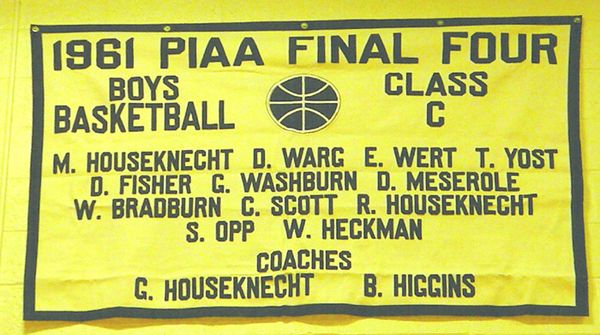 1961 PIAA FINAL FOUR
BOYS BASKETBALL
CLASS C
M. HOUSEKNECHT D. WARG E. WERT T. YOST
D. FISHER G. WASHBURN D. MESEROLE
W. BRADBURN C. SCOTT R. HOUSEKNECHT
S. OPP W. HECKMAN
COACHES
G. HOUSEKNECHT B. HIGGINS